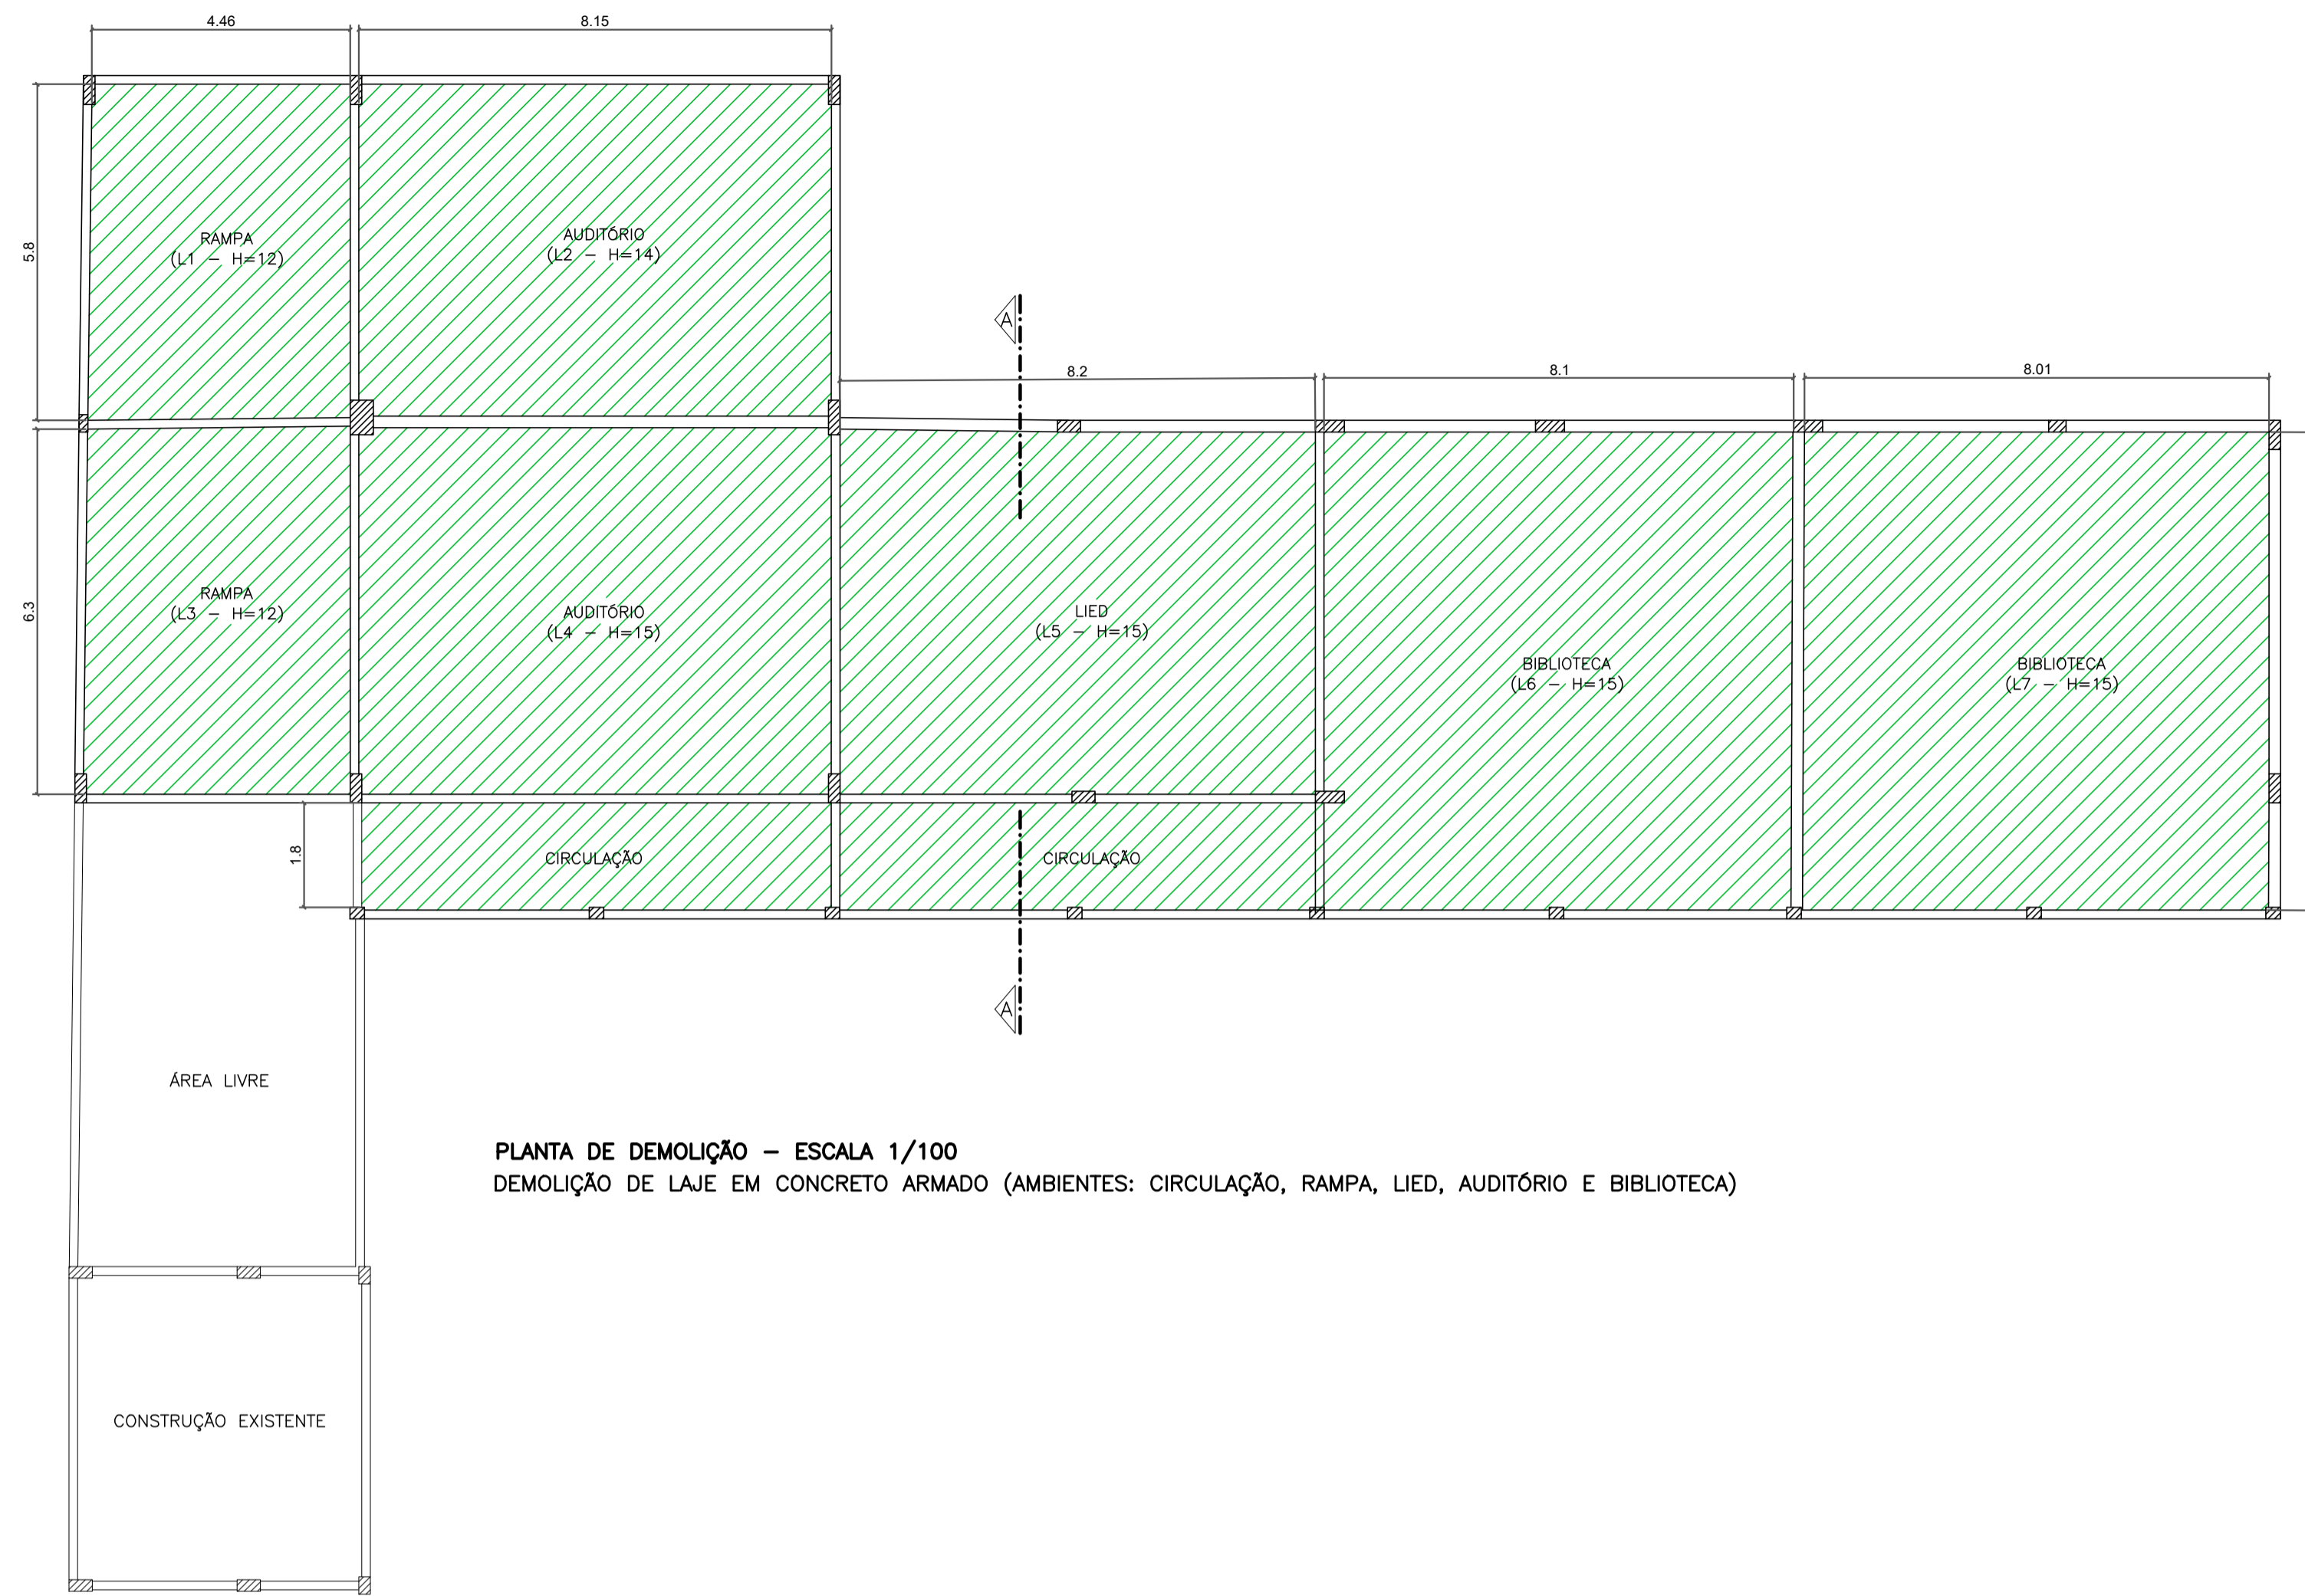 4.46
8.15
5.8
RAMPA
(L1 - H=12)
AUDITÓRIO
(L2 - H=14)
A
8.2
8.1
8.01
6.3
RAMPA
(L3 - H=12)
AUDITÓRIO
(L4 - H=15)
LIED
(L5 - H=15)
BIBLIOTECA
(L6 - H=15)
BIBLIOTECA
(L7 - H=15)
1.8
CIRCULAÇÃO
CIRCULAÇÃO
A
ÁREA LIVRE
PLANTA DE DEMOLIÇÃO - ESCALA 1/100
DEMOLIÇÃO DE LAJE EM CONCRETO ARMADO (AMBIENTES: CIRCULAÇÃO, RAMPA, LIED, AUDITÓRIO E BIBLIOTECA)
CONSTRUÇÃO EXISTENTE